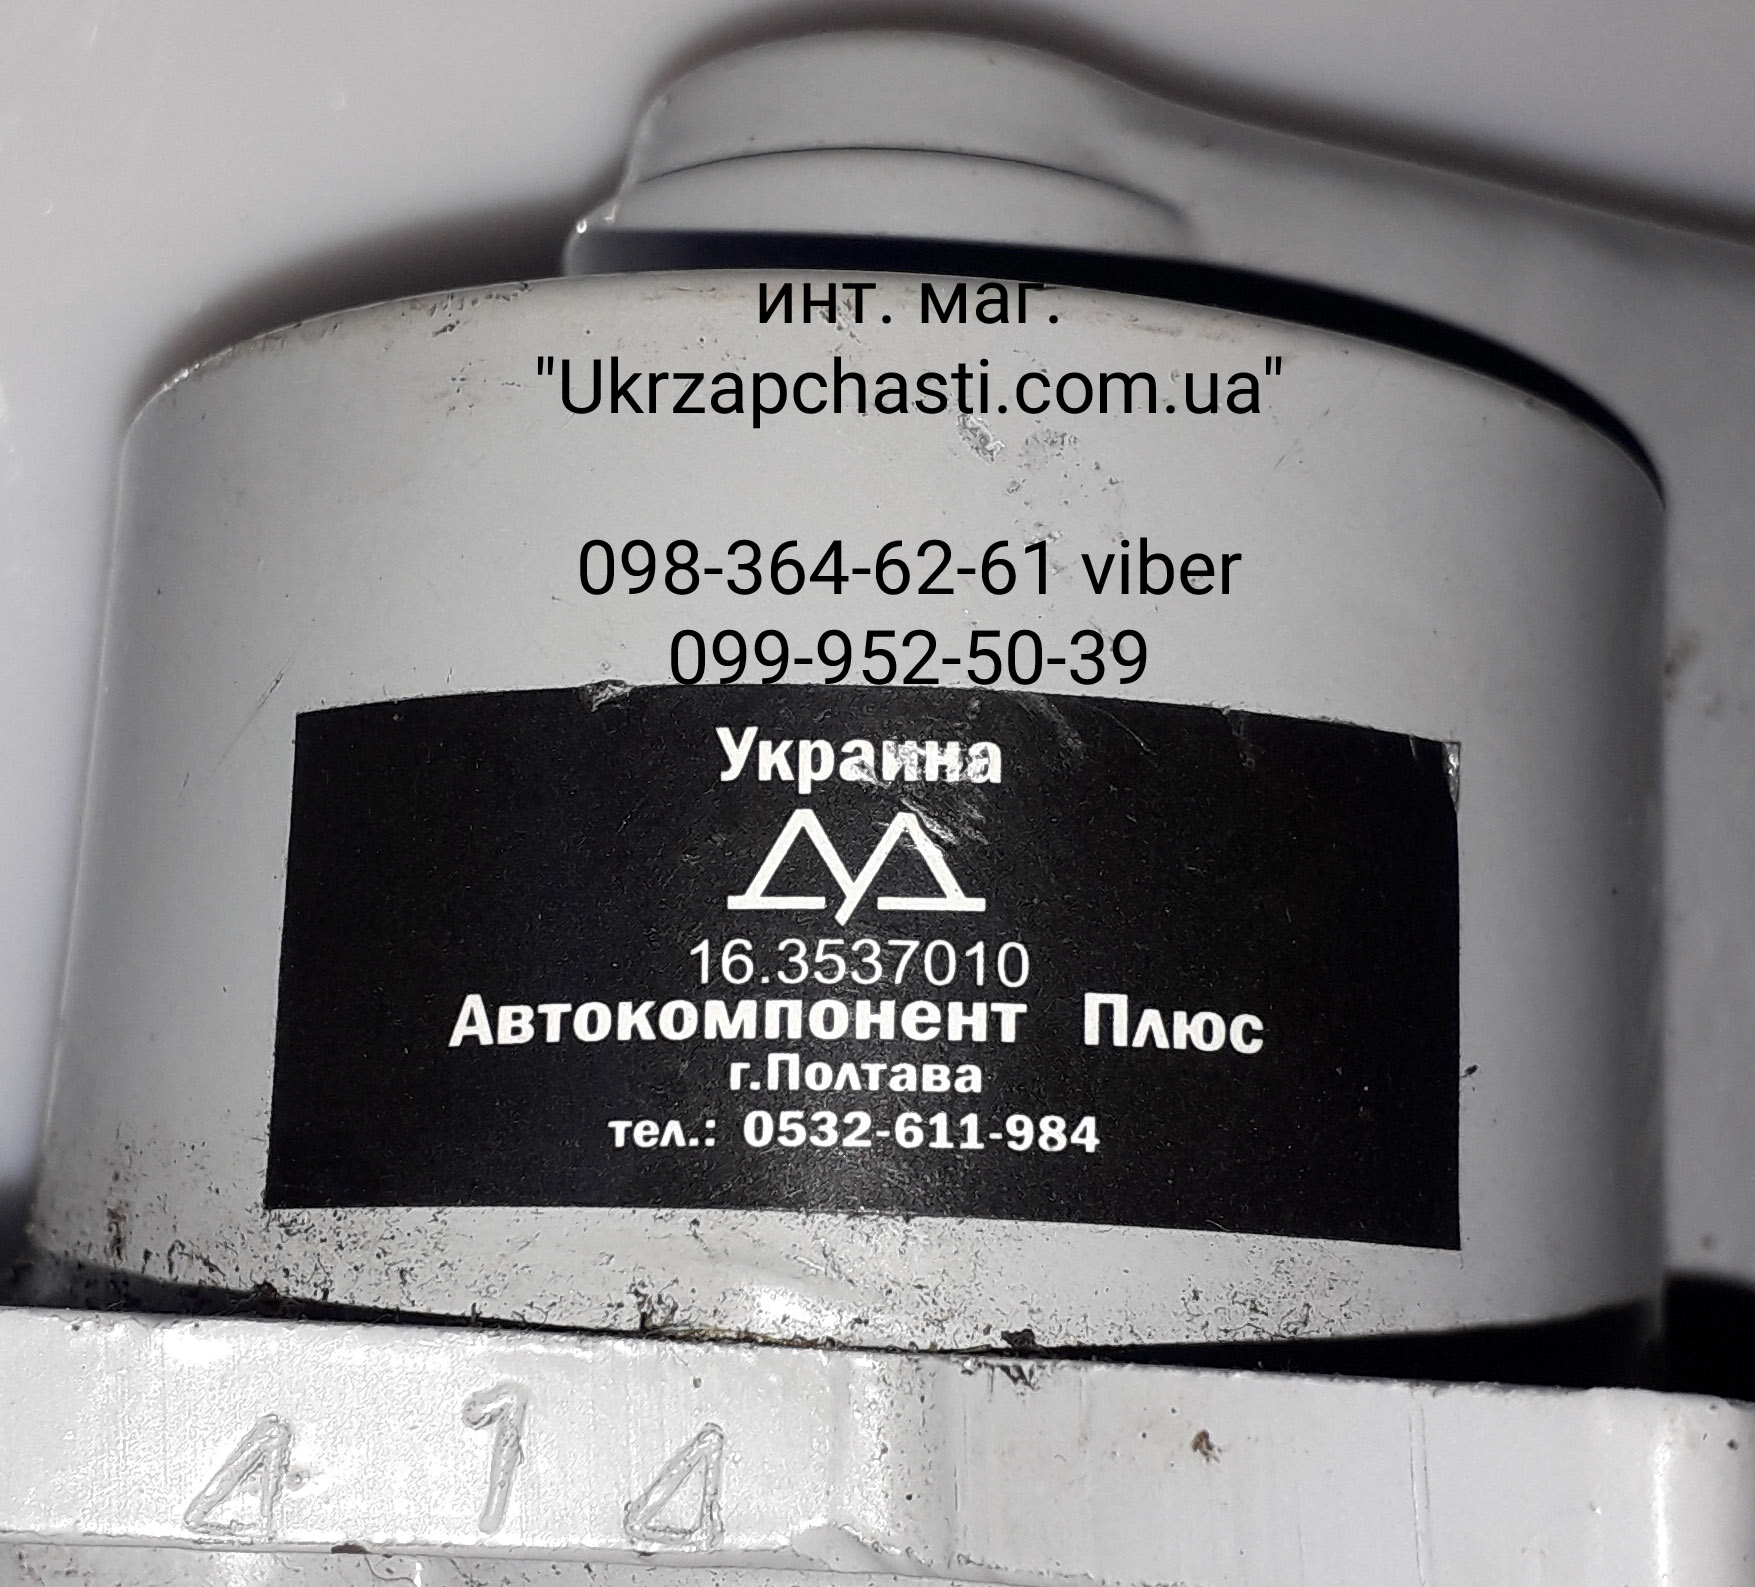 инт. маг.
"Ukrzapchasti.com.ua"
098-364-62-61 viber
099-952-50-39
Украина
16.3537010
Автокомпонент Плюс
г.Полтава
тел.: 0532-611-984